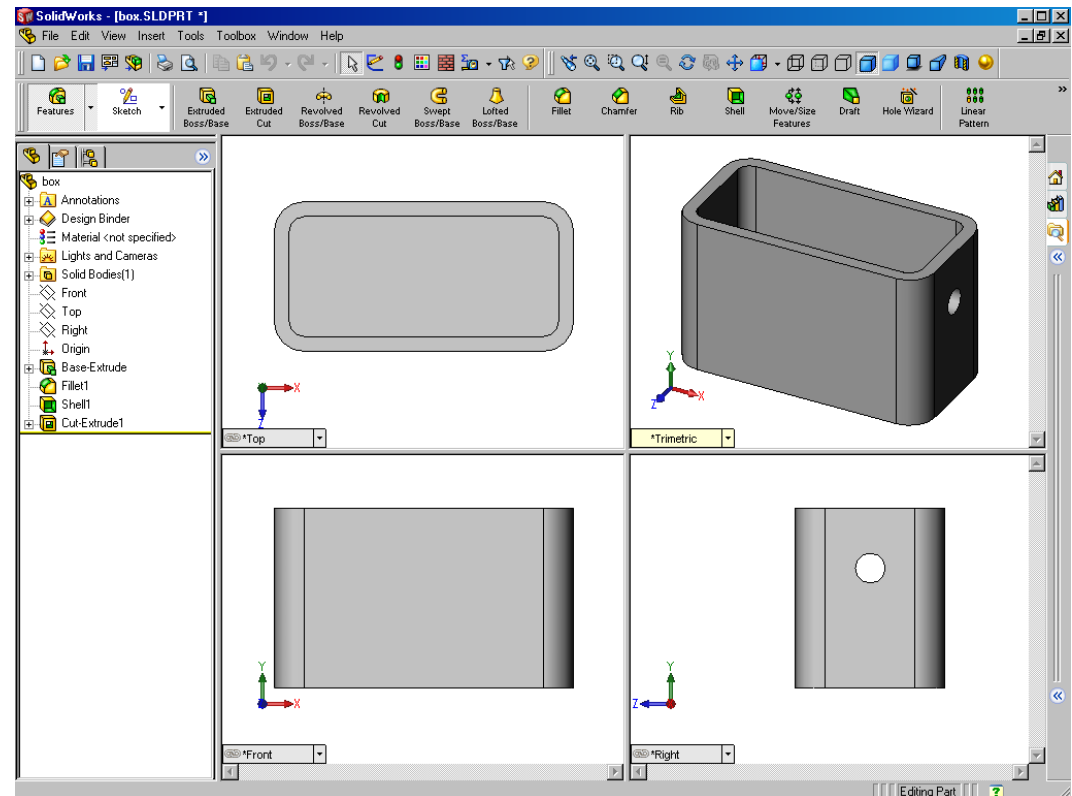 SolidWorks - [box.SLDPRT *]
File Edit View Insert Tools Toolbox Window Help
Features Sketch Extruded Boss/Base Extruded Cut Revolved Boss/Base Revolved Cut Swept Boss/Base Lofted Boss/Base Fillet Chamfer Rib Shell Move/Size Features Draft Hole Wizard Linear Pattern
box
Annotations
Design Binder
Material <not specified>
Lights and Cameras
Solid Bodies(1)
Front
Top
Right
Origin
Base-Extrude
Fillet1
Shell1
Cut-Extrude1
X
Z
*Top
Y
X
Z
*Trimetric
Y
X
*Front
Y
Z
*Right
Editing Part